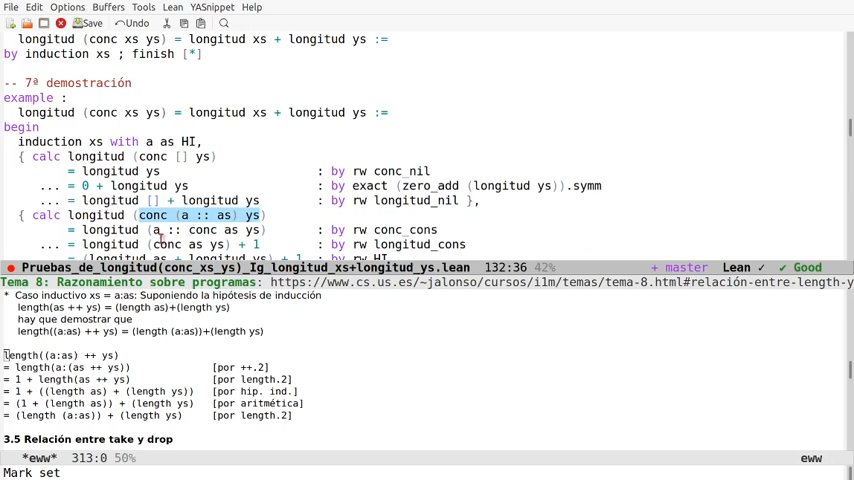 File Edit Options Buffers Tools Lean YASnippet Help
Save Undo
longitud (conc xs ys) = longitud xs + longitud ys :=
by induction xs ; finish [*]
-- 7ª demostración
example :
longitud (conc xs ys) = longitud xs + longitud ys :=
begin
induction xs with a as HI,
{ calc longitud (conc [] ys)
= longitud ys : by rw conc_nil
... = 0 + longitud ys : by exact (zero_add (longitud ys)).symm
... = longitud [] + longitud ys : by rw longitud_nil },
{ calc longitud (conc (a :: as) ys)
= longitud (a :: conc as ys) : by rw conc_cons
... = longitud (conc as ys) + 1 : by rw longitud_cons
... = (longitud as + longitud ys) + 1 : by rw HI
Pruebas_de_longitud(conc_xs_ys)_Ig_longitud_xs+longitud_ys.lean 132:36 42% + master Lean ✓ ✓ Good
Tema 8: Razonamiento sobre programas: https://www.cs.us.es/~jalonso/cursos/i1m/temas/tema-8.html#relación-entre-length-y
* Caso inductivo xs = a:as: Suponiendo la hipótesis de inducción
length(as ++ ys) = (length as)+(length ys)
hay que demostrar que
length((a:as) ++ ys) = (length (a:as))+(length ys)
length((a:as) ++ ys)
= length(a:(as ++ ys)) [por ++.2]
= 1 + length(as ++ ys) [por length.2]
= 1 + ((length as) + (length ys)) [por hip. ind.]
= (1 + (length as)) + (length ys) [por aritmética]
= (length (a:as)) + (length ys) [por length.2]
3.5 Relación entre take y drop
*eww* 313:0 50% eww
Mark set